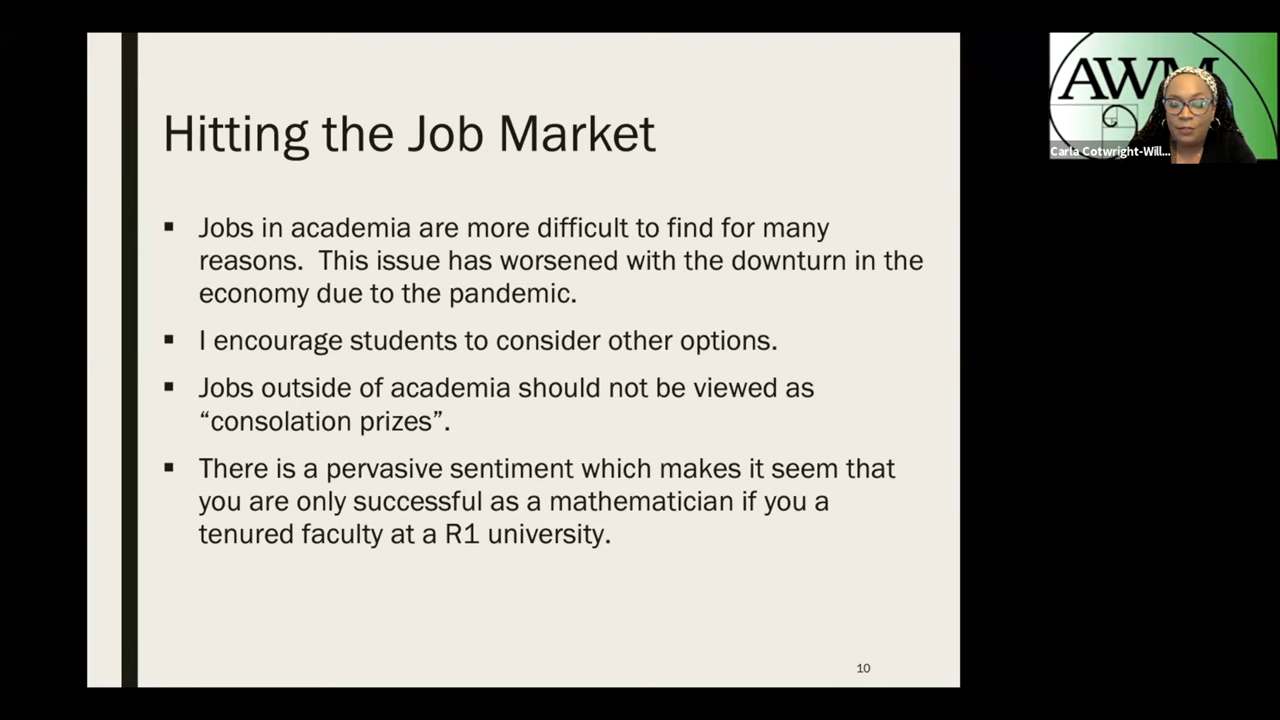 Hitting the Job Market
▪ Jobs in academia are more difficult to find for many
reasons.  This issue has worsened with the downturn in the
economy due to the pandemic.
▪ I encourage students to consider other options.
▪ Jobs outside of academia should not be viewed as
“consolation prizes”.
▪ There is a pervasive sentiment which makes it seem that
you are only successful as a mathematician if you a
tenured faculty at a R1 university.
10
AWM
Carla Cotwright-Will...